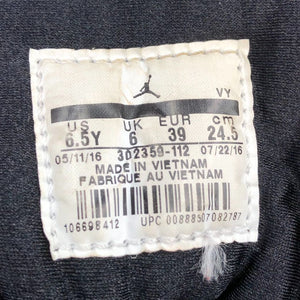 VY
US UK EUR cm
6.5Y 6 39 24.5
05/11/16 302359-112 07/22/16
MADE IN VIETNAM
FABRIQUE AU VIETNAM
106698412 UPC 00888507082787